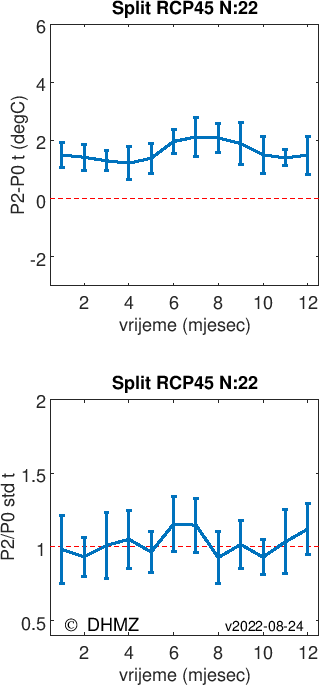 Split RCP45 N:22
6
4
2
0
-2
P2-P0 t (degC)
2 4 6 8 10 12
vrijeme (mjesec)
Split RCP45 N:22
2
1.5
1
0.5
P2/P0 std t
© DHMZ v2022-08-24
2 4 6 8 10 12
vrijeme (mjesec)